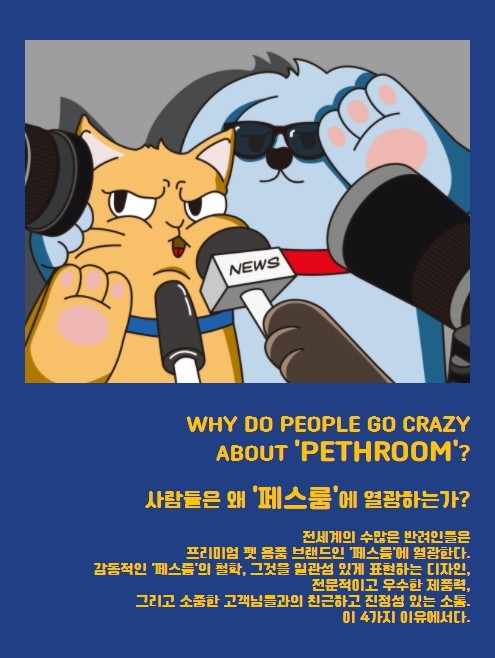 NEWS
WHY DO PEOPLE GO CRAZY
ABOUT 'PETHROOM'?
사람들은 왜 '페스룸'에 열광하는가?
전세계의 수많은 반려인들은
프리미엄 펫 용품 브랜드인 '페스룸'에 열광한다.
감동적인 '페스룸'의 철학, 그것을 일관성 있게 표현하는 디자인,
전문적이고 우수한 제품력,
그리고 소중한 고객님들과의 친근하고 진정성 있는 소통.
이 4가지 이유에서다.